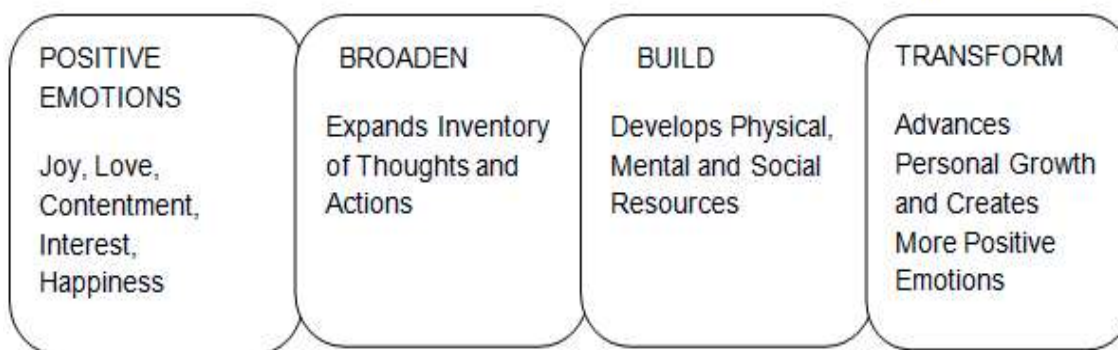 POSITIVE
EMOTIONS
Joy, Love,
Contentment,
Interest,
Happiness
BROADEN
Expands Inventory
of Thoughts and
Actions
BUILD
Develops Physical,
Mental and Social
Resources
TRANSFORM
Advances
Personal Growth
and Creates
More Positive
Emotions